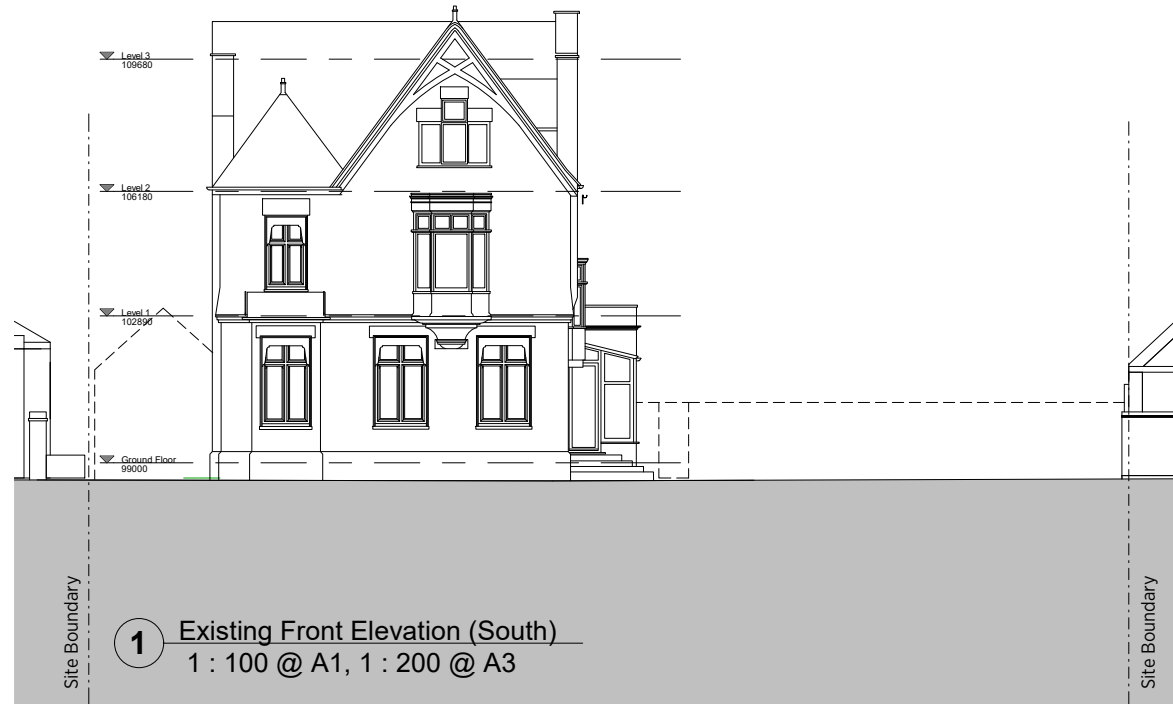 Level 3
109680
Level 2
106180
Level 1
102890
Ground Floor
99000
Site Boundary
Site Boundary
1
Existing Front Elevation (South)
1 : 100 @ A1, 1 : 200 @ A3